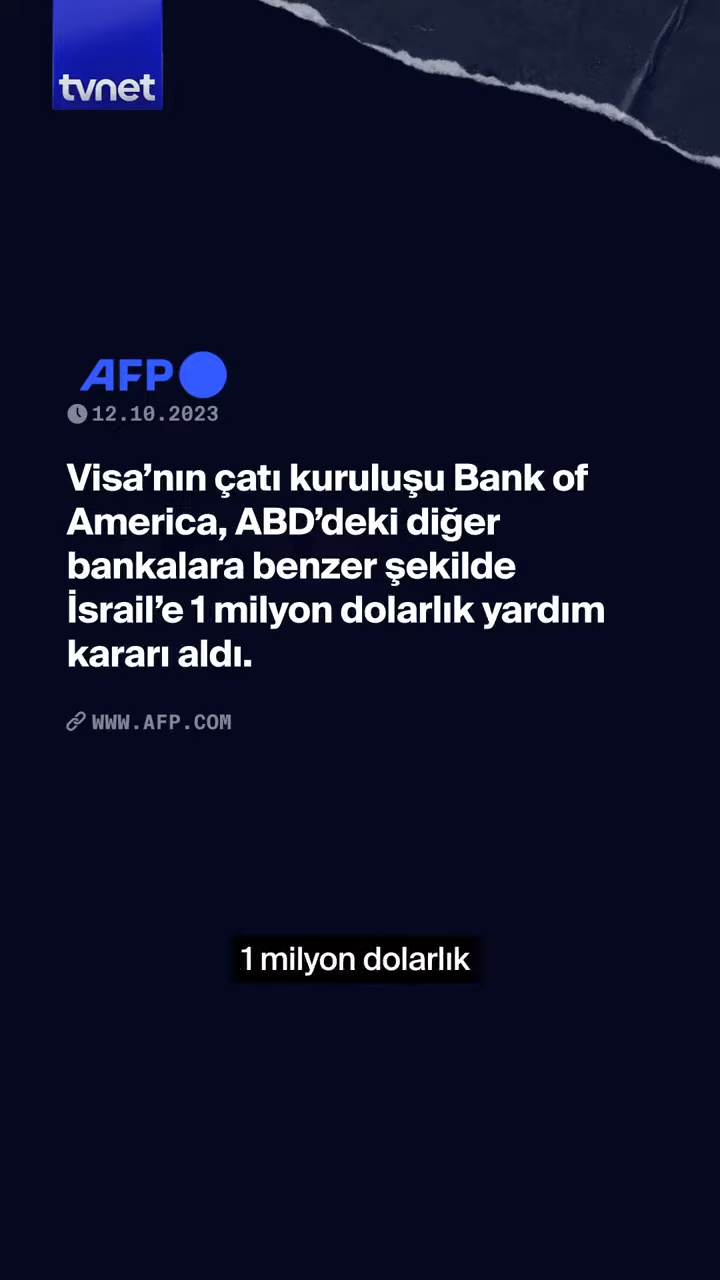 tvnet
AFP
12.10.2023
Visa’nın çatı kuruluşu Bank of
America, ABD’deki diğer
bankalara benzer şekilde
İsrail’e 1 milyon dolarlık yardım
kararı aldı.
WWW.AFP.COM
1 milyon dolarlık